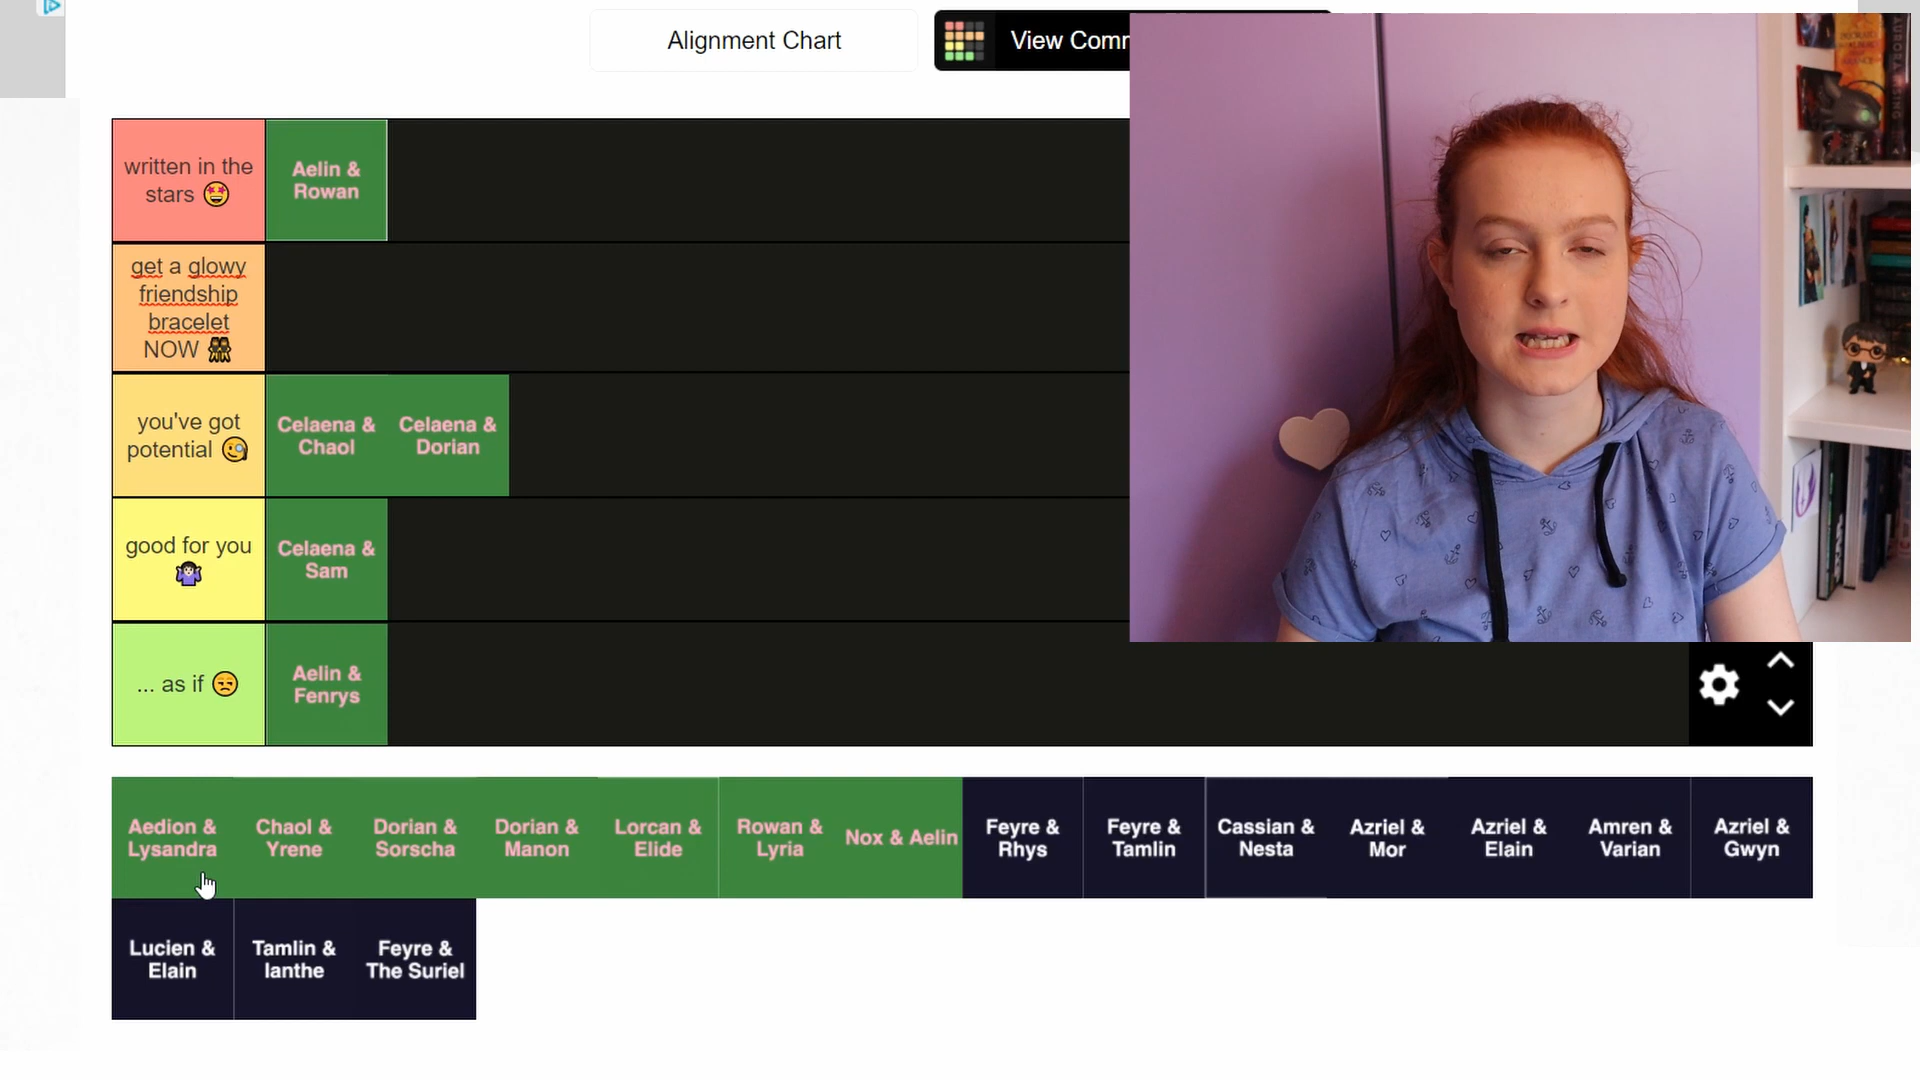 Alignment Chart
View Comm
written in the
stars 🤩
Aelin &
Rowan
get a glowy
friendship
bracelet
NOW 👯
you've got
potential 🧐
Celaena &
Chaol
Celaena &
Dorian
good for you
🤷🏻‍♀️
Celaena &
Sam
... as if 😒
Aelin &
Fenrys
Aedion &
Lysandra
Chaol &
Yrene
Dorian &
Sorscha
Dorian &
Manon
Lorcan &
Elide
Rowan &
Lyria
Nox & Aelin
Feyre &
Rhys
Feyre &
Tamlin
Cassian &
Nesta
Azriel &
Mor
Azriel &
Elain
Amren &
Varian
Azriel &
Gwyn
Lucien &
Elain
Tamlin &
Ianthe
Feyre &
The Suriel